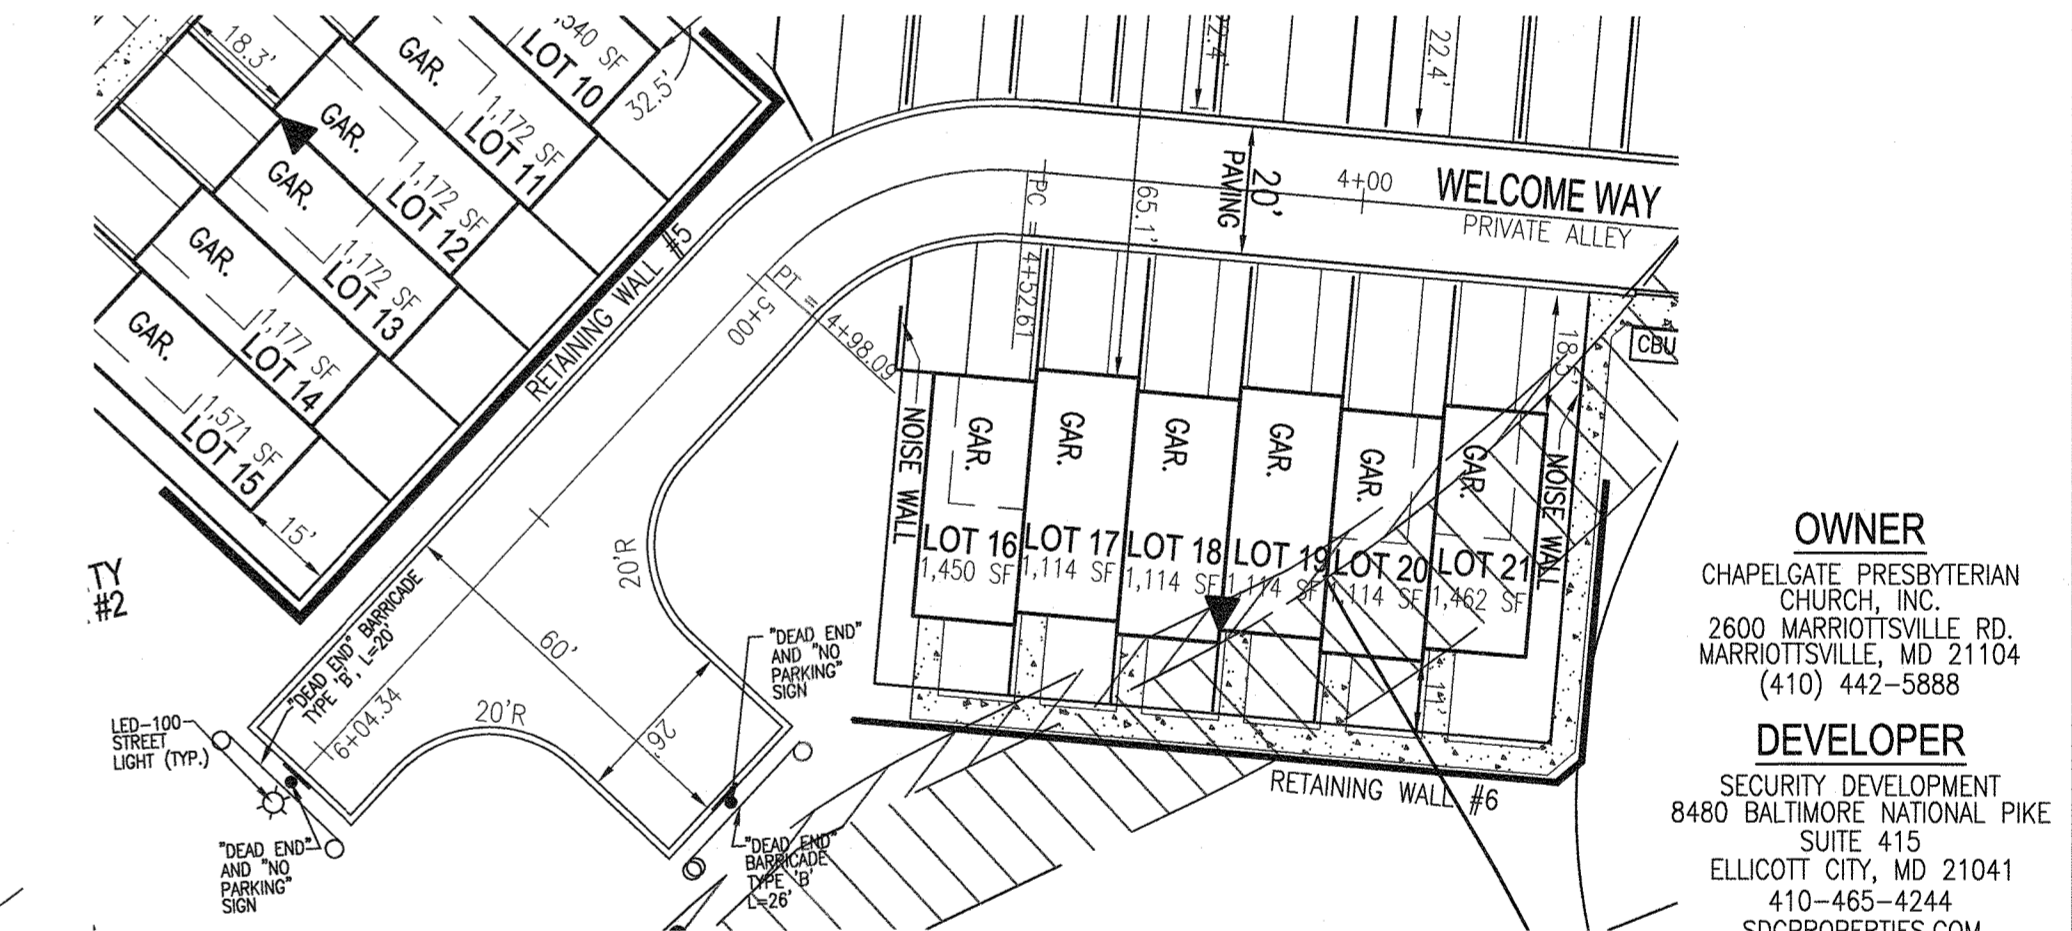 ,540 SF
LOT 10
32.5'
18.3'
GAR.
1,172 SF
LOT 11
GAR.
1,172 SF
LOT 12
GAR.
1,172 SF
LOT 13
GAR.
1,177 SF
LOT 14
GAR.
1,571 SF
LOT 15
15'
TY
#2
RETAINING WALL #5
22.4'
22.4'
20'
PAVING
4+00
WELCOME WAY
PRIVATE ALLEY
PC = 4+52.61
65.1'
PT = 4+98.09
5+00
18.5'
CBU
NOISE WALL
GAR.
GAR.
GAR.
GAR.
GAR.
GAR.
NOISE WALL
LOT 16
1,450 SF
LOT 17
1,114 SF
LOT 18
1,114 SF
LOT 19
1,114 SF
LOT 20
1,114 SF
LOT 21
1,462 SF
RETAINING WALL #6
20'R
60'
20'R
26'
6+04.34
"DEAD END" BARRICADE
TYPE 'B', L=20'
"DEAD END"
AND "NO
PARKING"
SIGN
LED-100
STREET
LIGHT (TYP.)
"DEAD END"
AND "NO
PARKING"
SIGN
"DEAD END"
BARRICADE
TYPE 'B'
L=26'
OWNER
CHAPELGATE PRESBYTERIAN
CHURCH, INC.
2600 MARRIOTTSVILLE RD.
MARRIOTTSVILLE, MD 21104
(410) 442-5888
DEVELOPER
SECURITY DEVELOPMENT
8480 BALTIMORE NATIONAL PIKE
SUITE 415
ELLICOTT CITY, MD 21041
410-465-4244
SDCPROPERTIES.COM